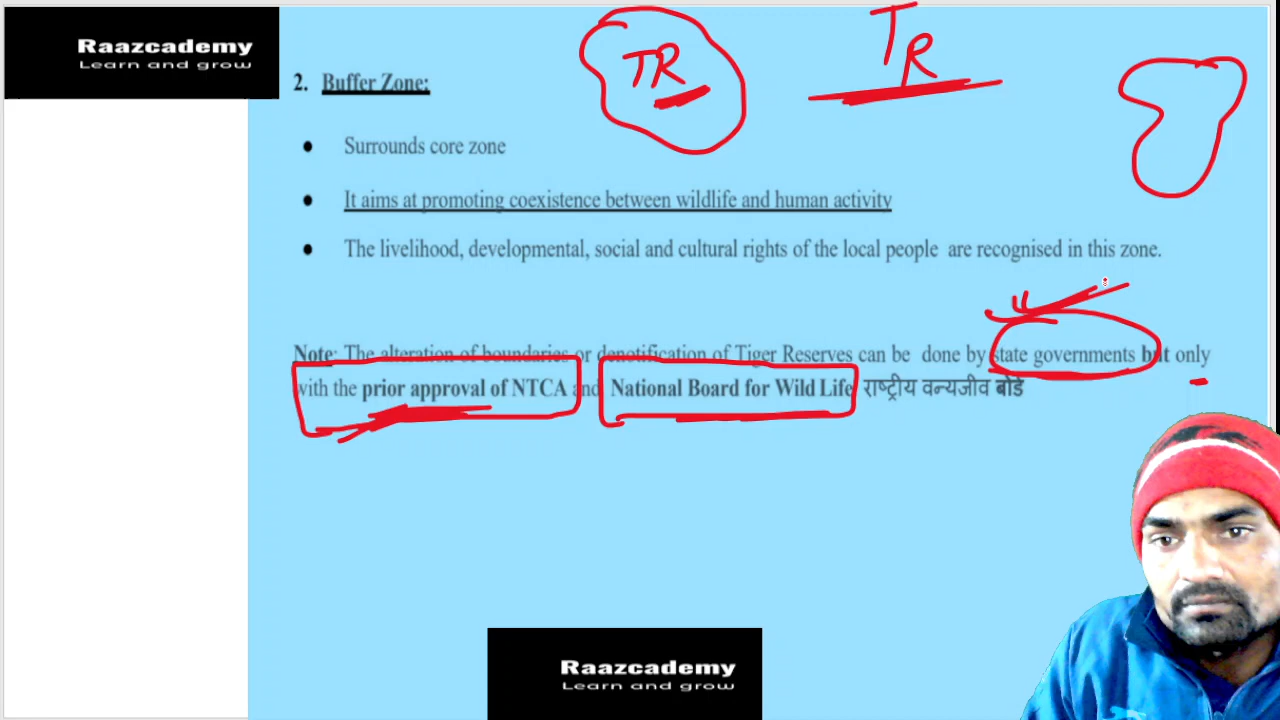 Raazcademy
Learn and grow
TR
TR
2. Buffer Zone:
● Surrounds core zone
● It aims at promoting coexistence between wildlife and human activity
● The livelihood, developmental, social and cultural rights of the local people are recognised in this zone.
Note: The alteration of boundaries or denotification of Tiger Reserves can be done by state governments but only
with the prior approval of NTCA and National Board for Wild Life राष्ट्रीय वन्यजीव बोर्ड
Raazcademy
Learn and grow